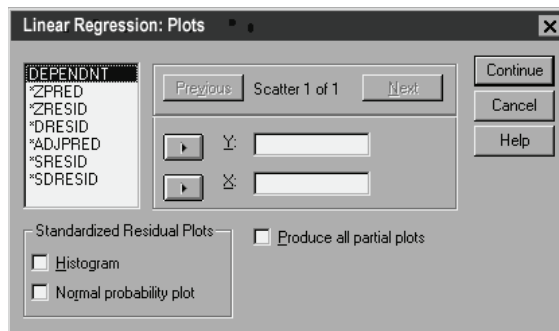 Linear Regression: Plots
DEPENDNT
*ZPRED
*ZRESID
*DRESID
*ADJPRED
*SRESID
*SDRESID
Previous
Scatter 1 of 1
Next
Y:
X:
Continue
Cancel
Help
Standardized Residual Plots
Histogram
Normal probability plot
Produce all partial plots